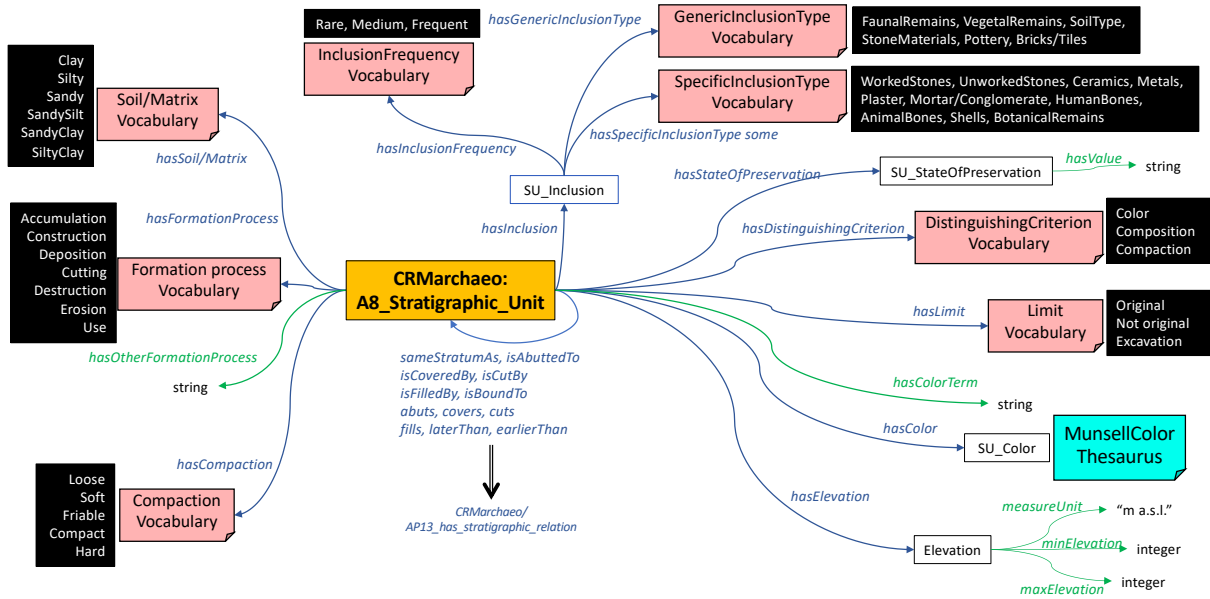 hasGenericInclusionType
GenericInclusionType
Vocabulary
FaunalRemains, VegetalRemains, SoilType,
StoneMaterials, Pottery, Bricks/Tiles
Rare, Medium, Frequent
InclusionFrequency
Vocabulary
SpecificInclusionType
Vocabulary
WorkedStones, UnworkedStones, Ceramics, Metals,
Plaster, Mortar/Conglomerate, HumanBones,
AnimalBones, Shells, BotanicalRemains
Clay
Silty
Sandy
SandySilt
SandyClay
SiltyClay
Soil/Matrix
Vocabulary
hasSoil/Matrix
hasInclusionFrequency
hasSpecificInclusionType some
SU_Inclusion
hasInclusion
hasStateOfPreservation
SU_StateOfPreservation
hasValue
string
Accumulation
Construction
Deposition
Cutting
Destruction
Erosion
Use
hasFormationProcess
Formation process
Vocabulary
hasOtherFormationProcess
string
CRMarchaeo:
A8_Stratigraphic_Unit
hasDistinguishingCriterion
DistinguishingCriterion
Vocabulary
Color
Composition
Compaction
hasLimit
Limit
Vocabulary
Original
Not original
Excavation
sameStratumAs, isAbuttedTo
isCoveredBy, isCutBy
isFilledBy, isBoundTo
abuts, covers, cuts
fills, laterThan, earlierThan
CRMarchaeo/
AP13_has_stratigraphic_relation
hasColorTerm
string
hasColor
SU_Color
MunsellColor
Thesaurus
hasCompaction
Loose
Soft
Friable
Compact
Hard
Compaction
Vocabulary
hasElevation
Elevation
measureUnit
“m a.s.l.”
minElevation
integer
maxElevation
integer